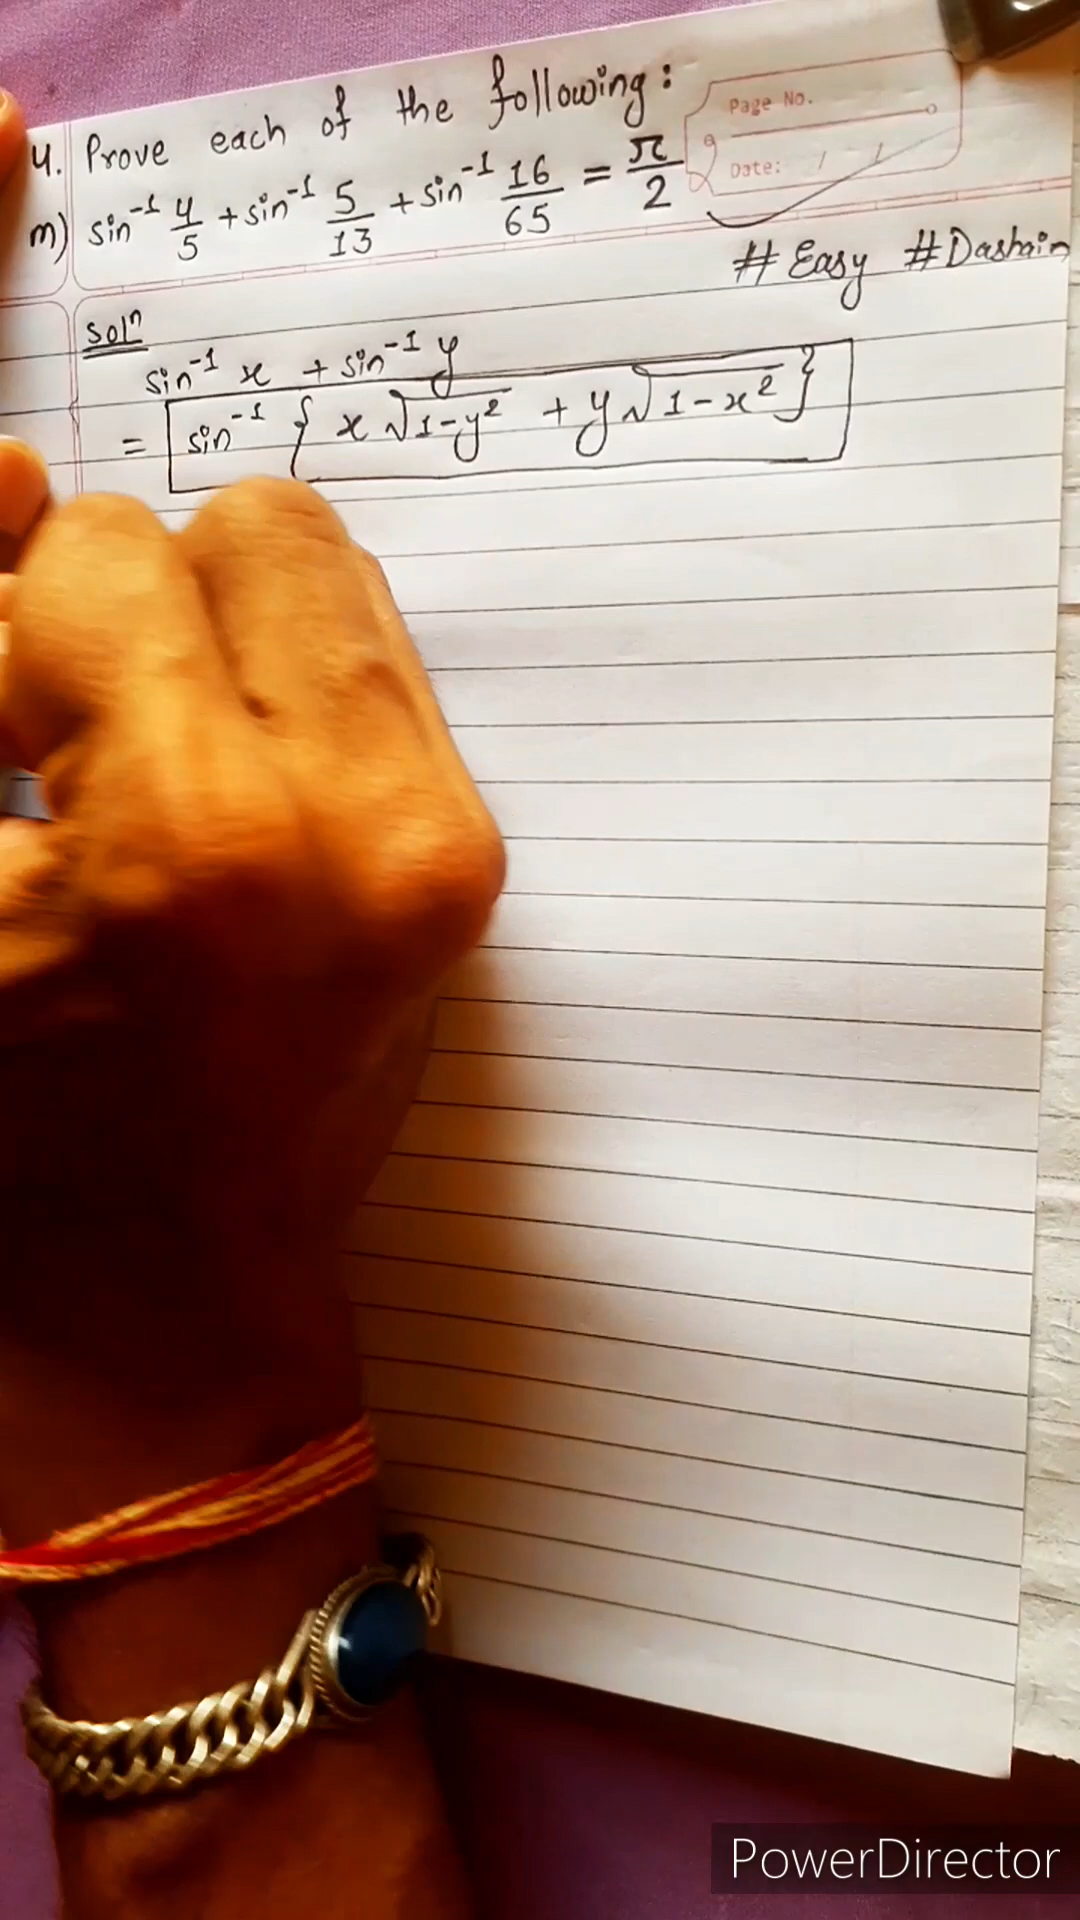 4. Prove each of the following:
Page No.
Date: / /
m) sin⁻¹ 4/5 + sin⁻¹ 5/13 + sin⁻¹ 16/65 = π/2
# Easy # Dashain
Solⁿ
sin⁻¹ x + sin⁻¹ y
= sin⁻¹ { x √1-y² + y √1-x² }
PowerDirector